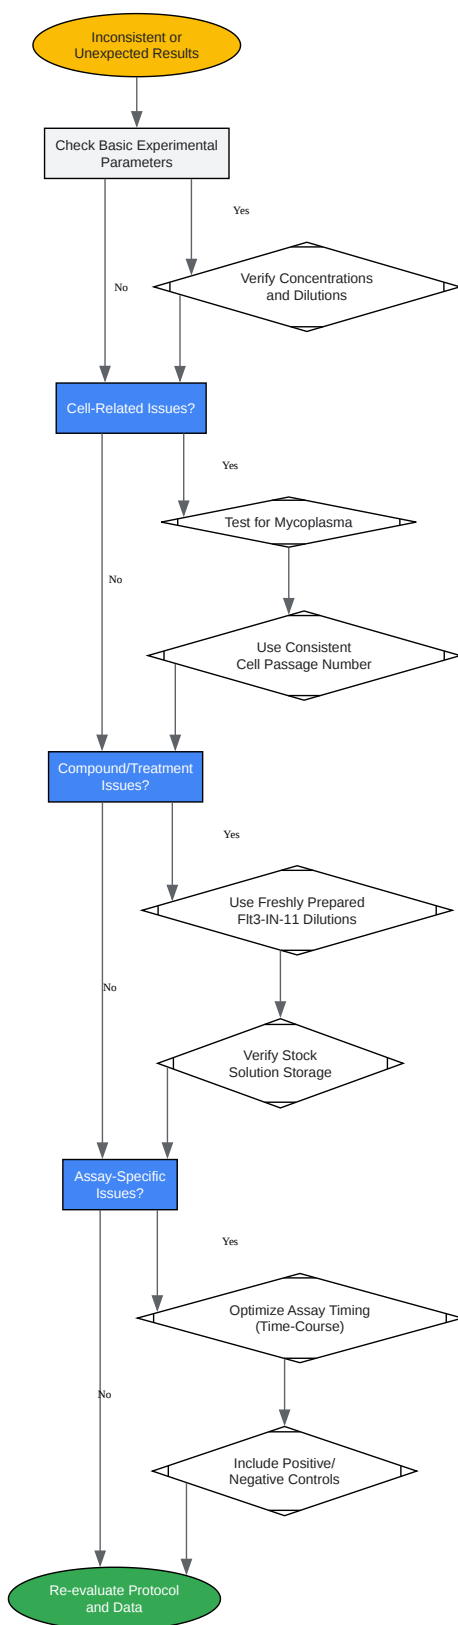 Inconsistent or
Unexpected Results
Check Basic Experimental
Parameters
Yes
Verify Concentrations
and Dilutions
No
Cell-Related Issues?
Yes
Test for Mycoplasma
No
Use Consistent
Cell Passage Number
Compound/Treatment
Issues?
Yes
Use Freshly Prepared
Flt3-IN-11 Dilutions
No
Verify Stock
Solution Storage
Assay-Specific
Issues?
Yes
Optimize Assay Timing
(Time-Course)
No
Include Positive/
Negative Controls
Re-evaluate Protocol
and Data